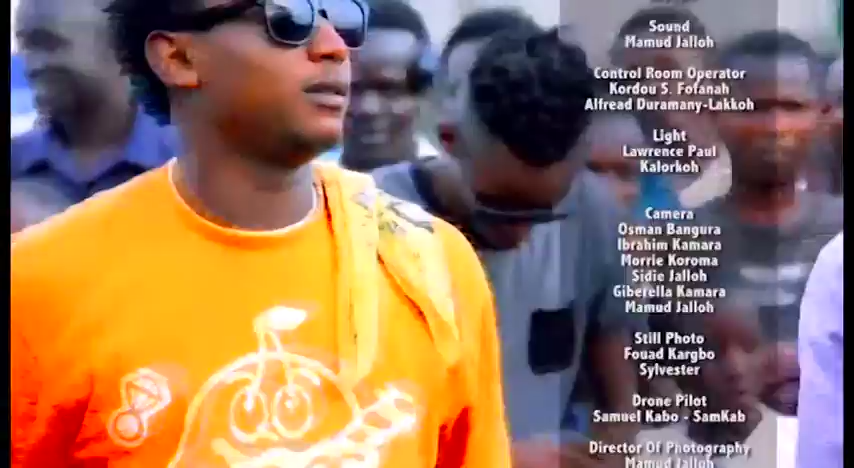 Sound
Mamud Jalloh
Control Room Operator
Kordou S. Fofanah
Alfread Duramany-Lakkoh
Light
Lawrence Paul
Kalorkoh
Camera
Osman Bangura
Ibrahim Kamara
Morrie Koroma
Sidie Jalloh
Giberella Kamara
Mamud Jalloh
Still Photo
Fouad Kargbo
Sylvester
Drone Pilot
Samuel Kabo - SamKab
Director Of Photography
Mamud Jalloh